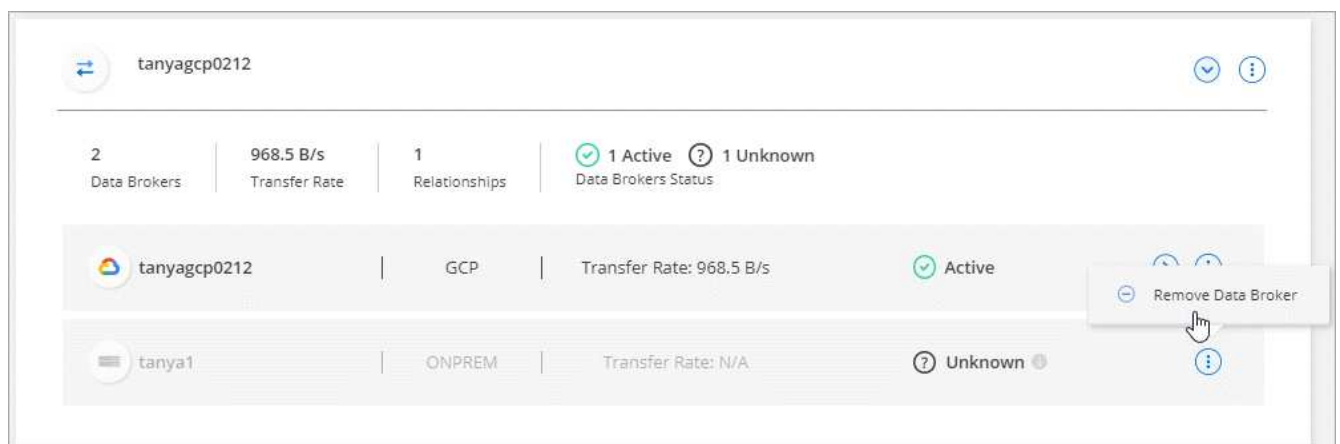 tanyagcp0212
2 968.5 B/s 1 1 Active 1 Unknown
Data Brokers Transfer Rate Relationships Data Brokers Status
tanyagcp0212 GCP Transfer Rate: 968.5 B/s Active
Remove Data Broker
tanya1 ONPREM Transfer Rate: N/A Unknown